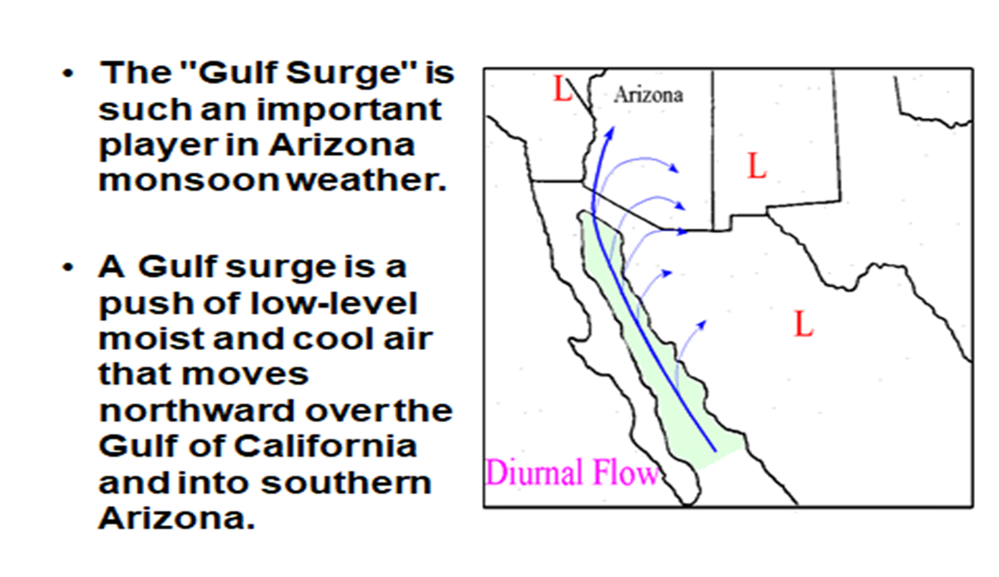 • The "Gulf Surge" is
such an important
player in Arizona
monsoon weather.
• A Gulf surge is a
push of low-level
moist and cool air
that moves
northward over the
Gulf of California
and into southern
Arizona.
L
Arizona
L
L
Diurnal Flow